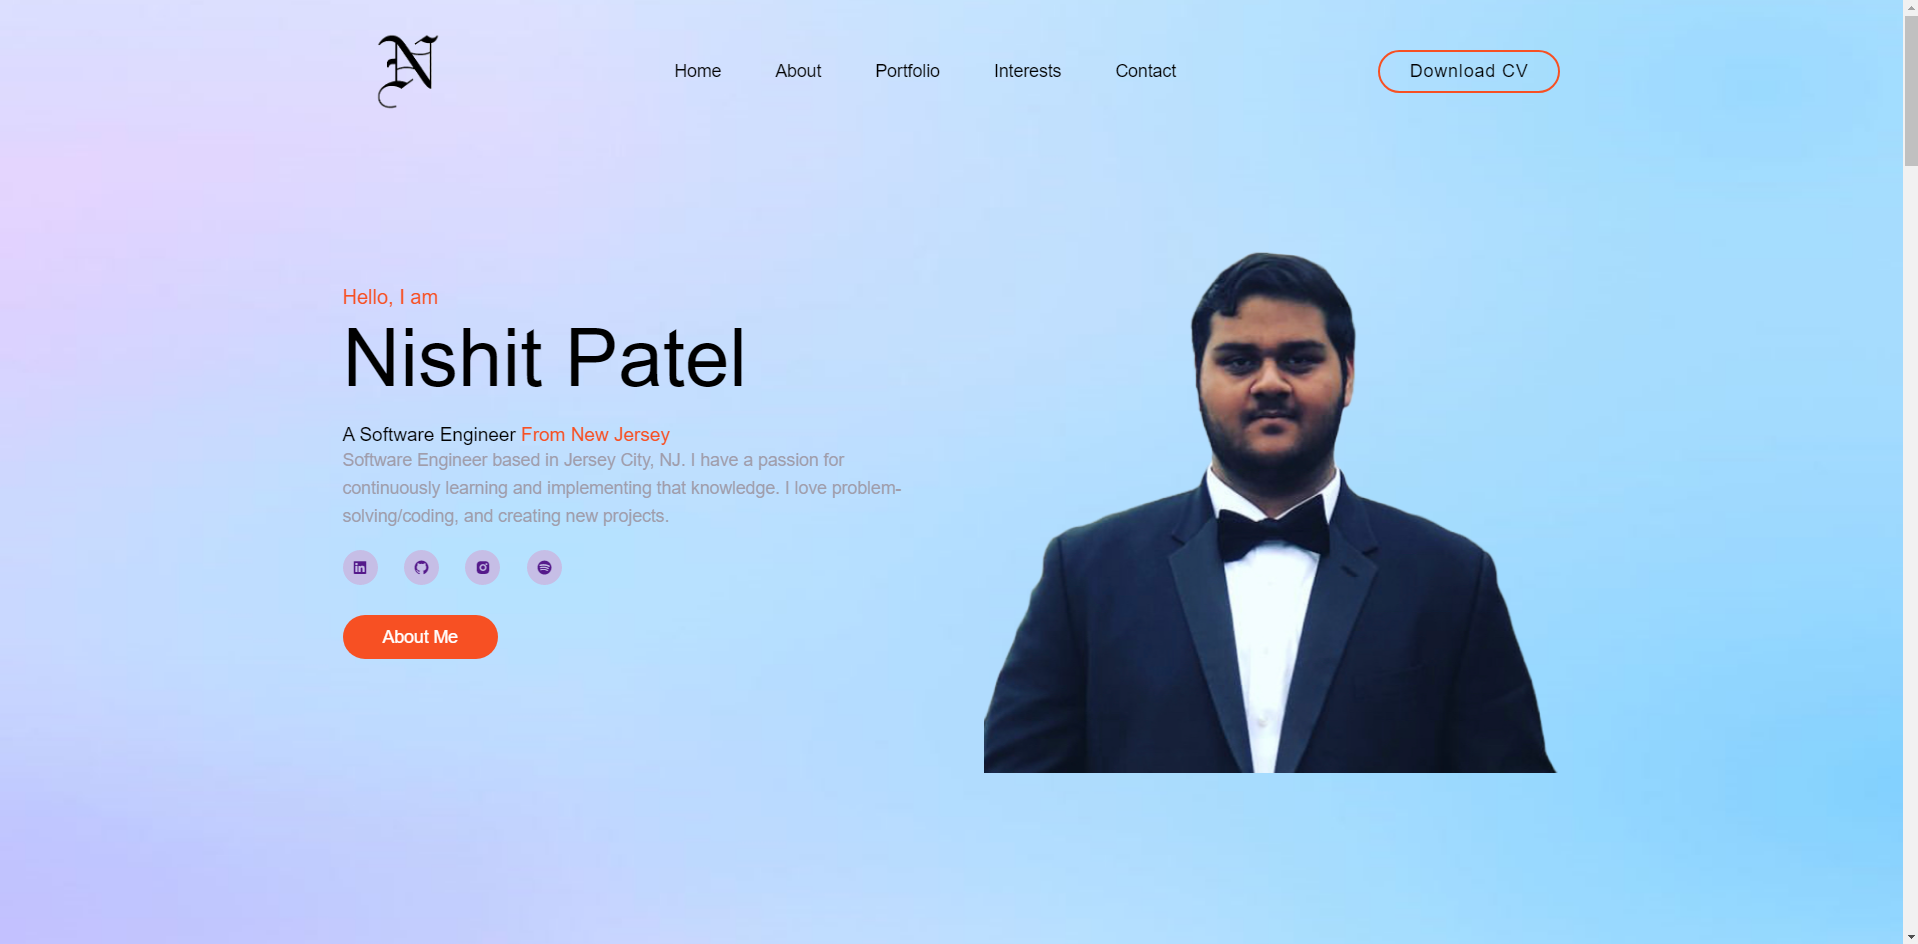 N
Home About Portfolio Interests Contact Download CV
Hello, I am
Nishit Patel
A Software Engineer From New Jersey
Software Engineer based in Jersey City, NJ. I have a passion for
continuously learning and implementing that knowledge. I love problem-
solving/coding, and creating new projects.
in
About Me